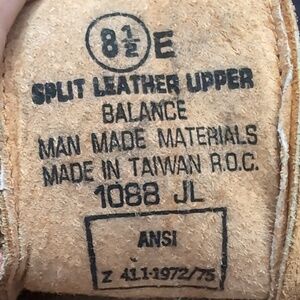 8½ E
SPLIT LEATHER UPPER
BALANCE
MAN MADE MATERIALS
MADE IN TAIWAN R.O.C.
1088 JL
ANSI
Z 41.1-1972/75